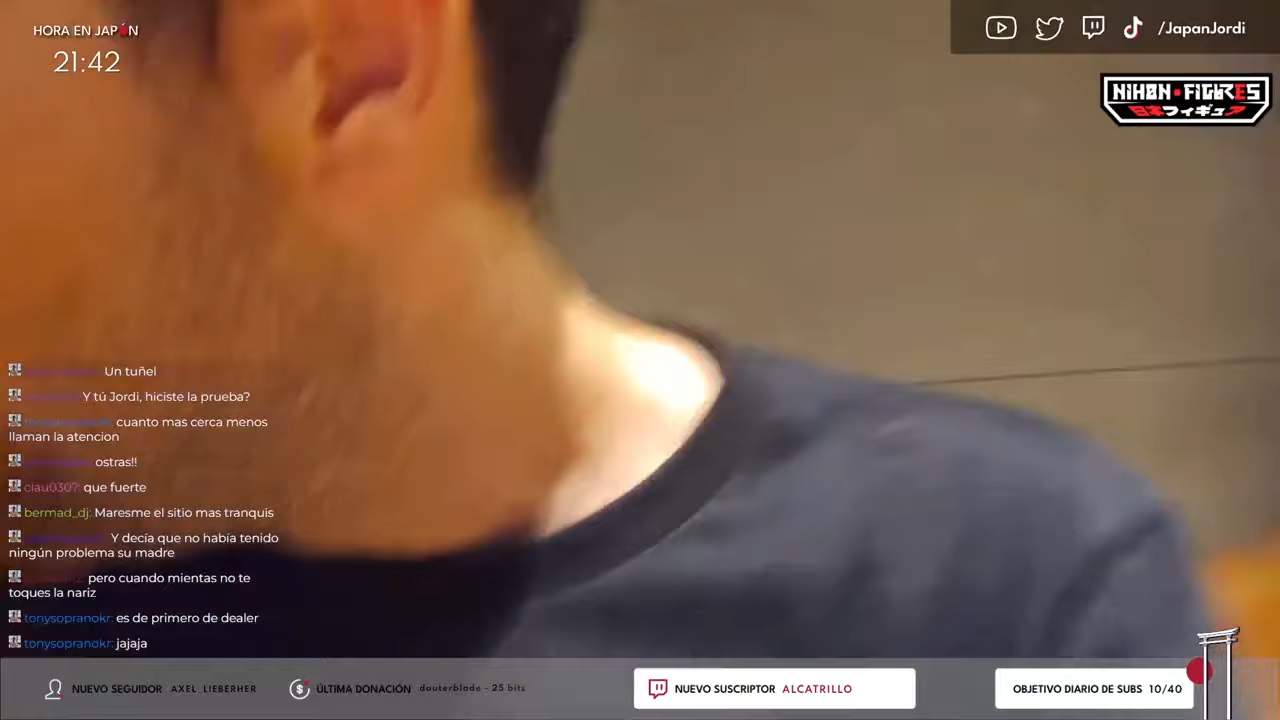 HORA EN JAPÓN
21:42
/JapanJordi
NIHON•FIGURES
日本フィギュア
Un tuñel
Y tú Jordi, hiciste la prueba?
cuanto mas cerca menos
llaman la atencion
ostras!!
que fuerte
bermad_dj: Maresme el sitio mas tranquis
Y decía que no había tenido
ningún problema su madre
pero cuando mientas no te
toques la nariz
tonysopranokr: es de primero de dealer
tonysopranokr: jajaja
NUEVO SEGUIDOR AXEL LIEBERHER
ÚLTIMA DONACIÓN douterblade - 25 bits
NUEVO SUSCRIPTOR ALCATRILLO
OBJETIVO DIARIO DE SUBS 10/40